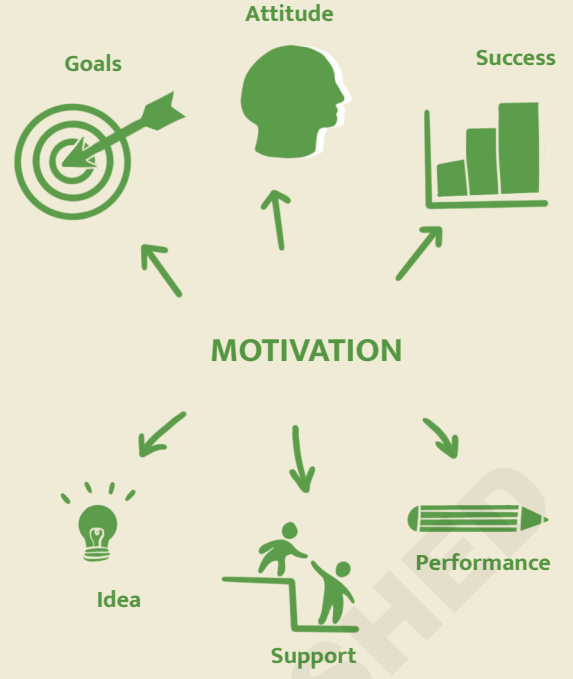 Attitude
Goals
Success
MOTIVATION
Performance
Idea
Support